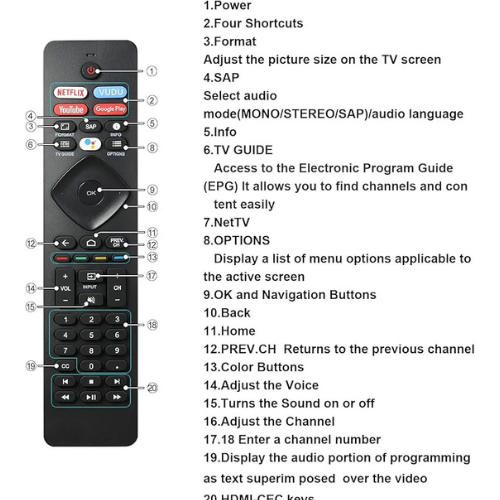 1.Power
2.Four Shortcuts
3.Format
Adjust the picture size on the TV screen
4.SAP
Select audio
mode(MONO/STEREO/SAP)/audio language
5.Info
6.TV GUIDE
Access to the Electronic Program Guide
(EPG) It allows you to find channels and con
tent easily
7.NetTV
8.OPTIONS
Display a list of menu options applicable to
the active screen
9.OK and Navigation Buttons
10.Back
11.Home
12.PREV.CH Returns to the previous channel
13.Color Buttons
14.Adjust the Voice
15.Turns the Sound on or off
16.Adjust the Channel
17.18 Enter a channel number
19.Display the audio portion of programming
as text superim posed over the video
20.HDMI-CEC keys
1
NETFLIX VUDU
2
YouTube Google Play
4
3 SAP 5
FORMAT INFO
6 8
TV GUIDE OPTIONS
OK 9
10
11
12 PREV.CH 12
13
+ + 17
14 VOL INPUT CH
15 - -
1 2 3 18
4 5 6
7 8 9
19 CC 0 .
20